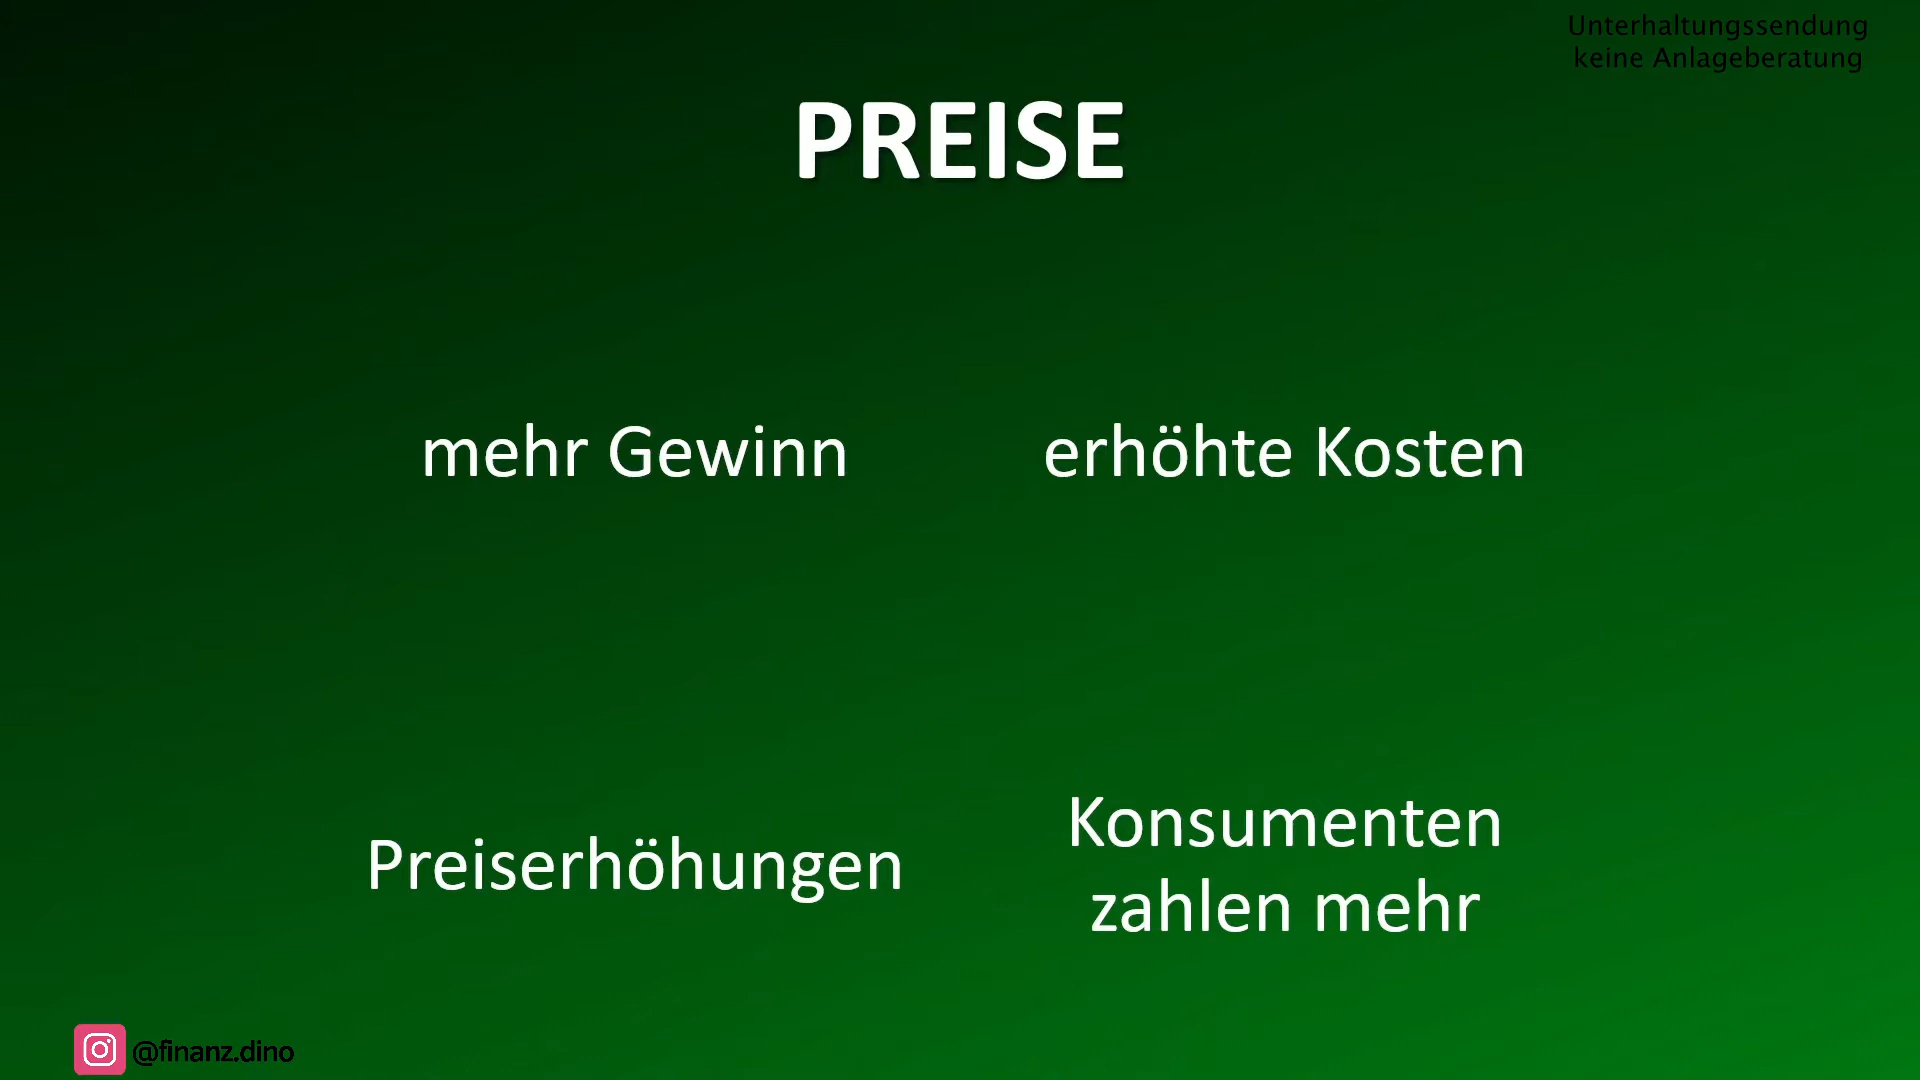 Unterhaltungssendung
keine Anlageberatung
PREISE
mehr Gewinn
erhöhte Kosten
Preiserhöhungen
Konsumenten
zahlen mehr
@finanz.dino